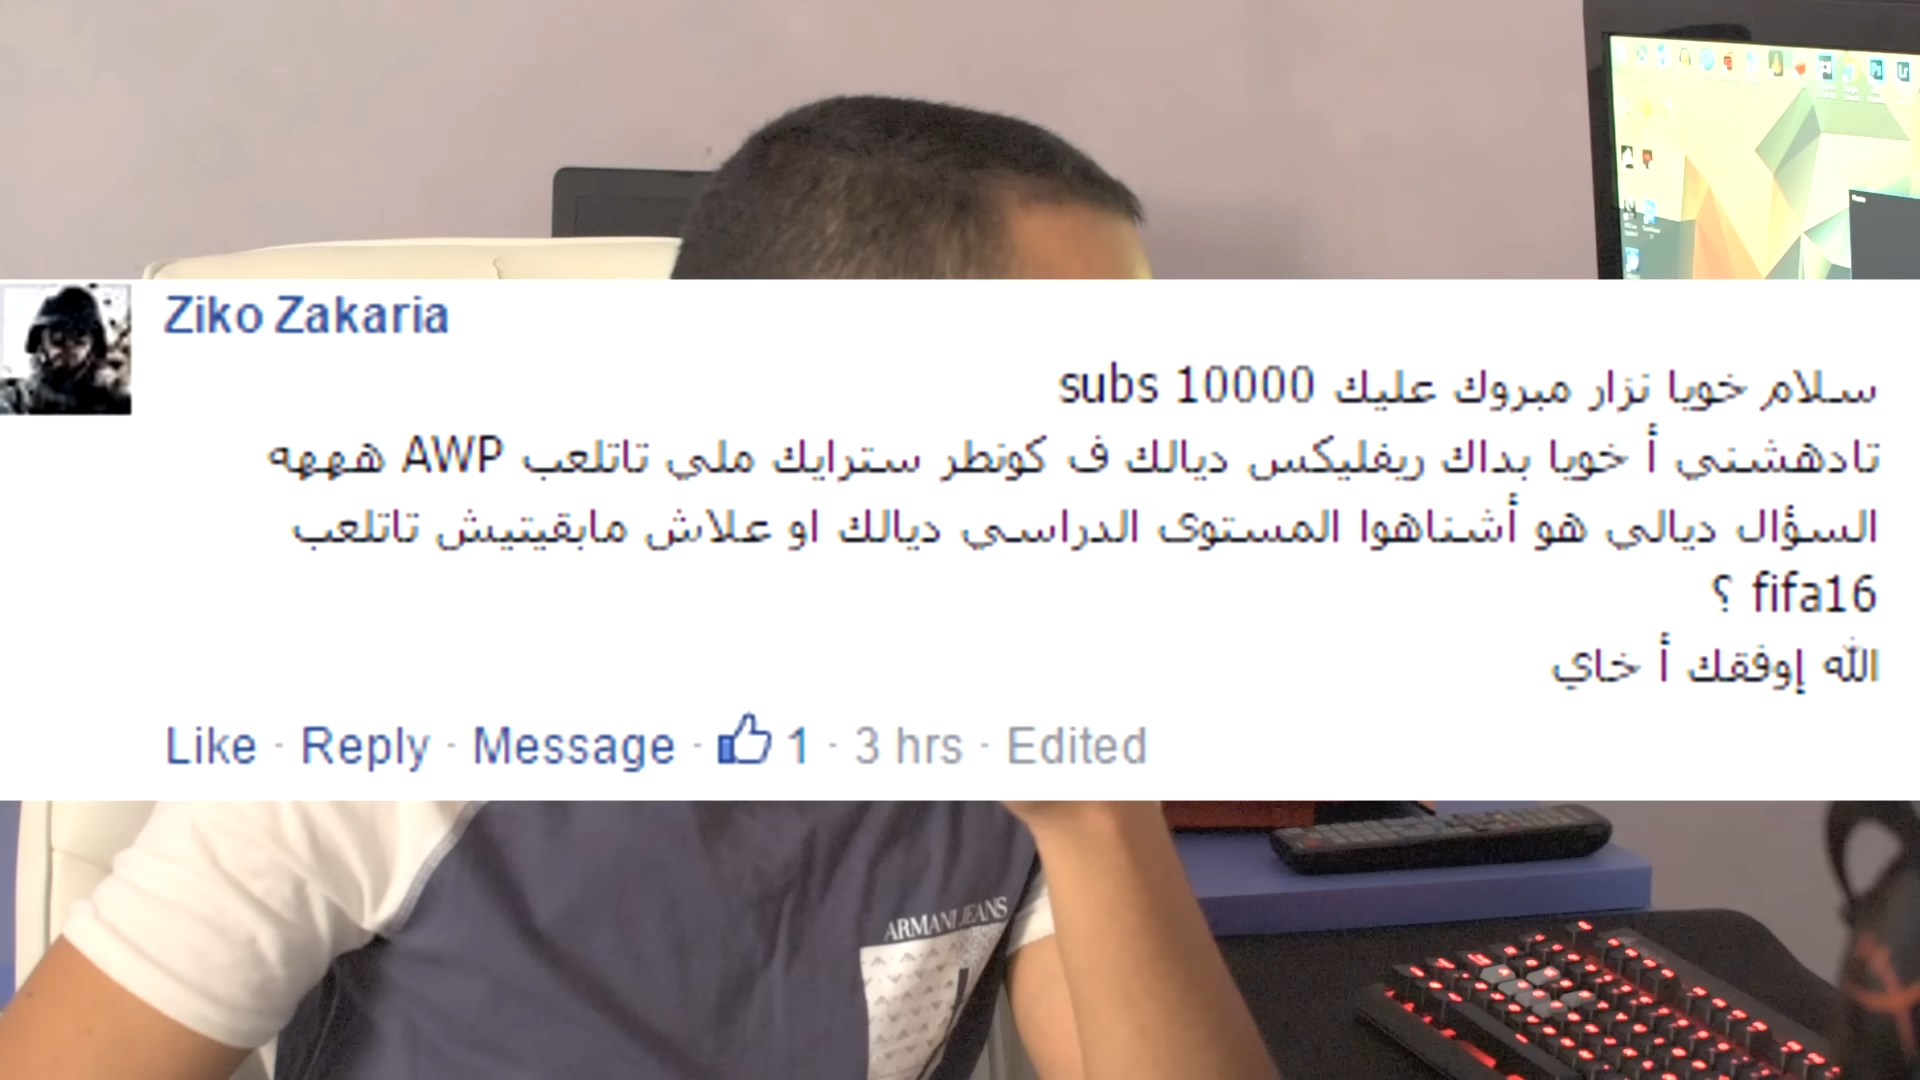 Ziko Zakaria
سلام خويا نزار مبروك عليك 10000 subs
تادهشني أ خويا بداك ريفليكس ديالك ف كونطر سترايك ملي تاتلعب AWP هههه
السؤال ديالي هو أشناهوا المستوى الدراسي ديالك او علاش مابقيتيش تاتلعب
fifa16 ؟
الله إوفقك أ خاي
Like · Reply · Message · 1 · 3 hrs · Edited
ARMANI JEANS